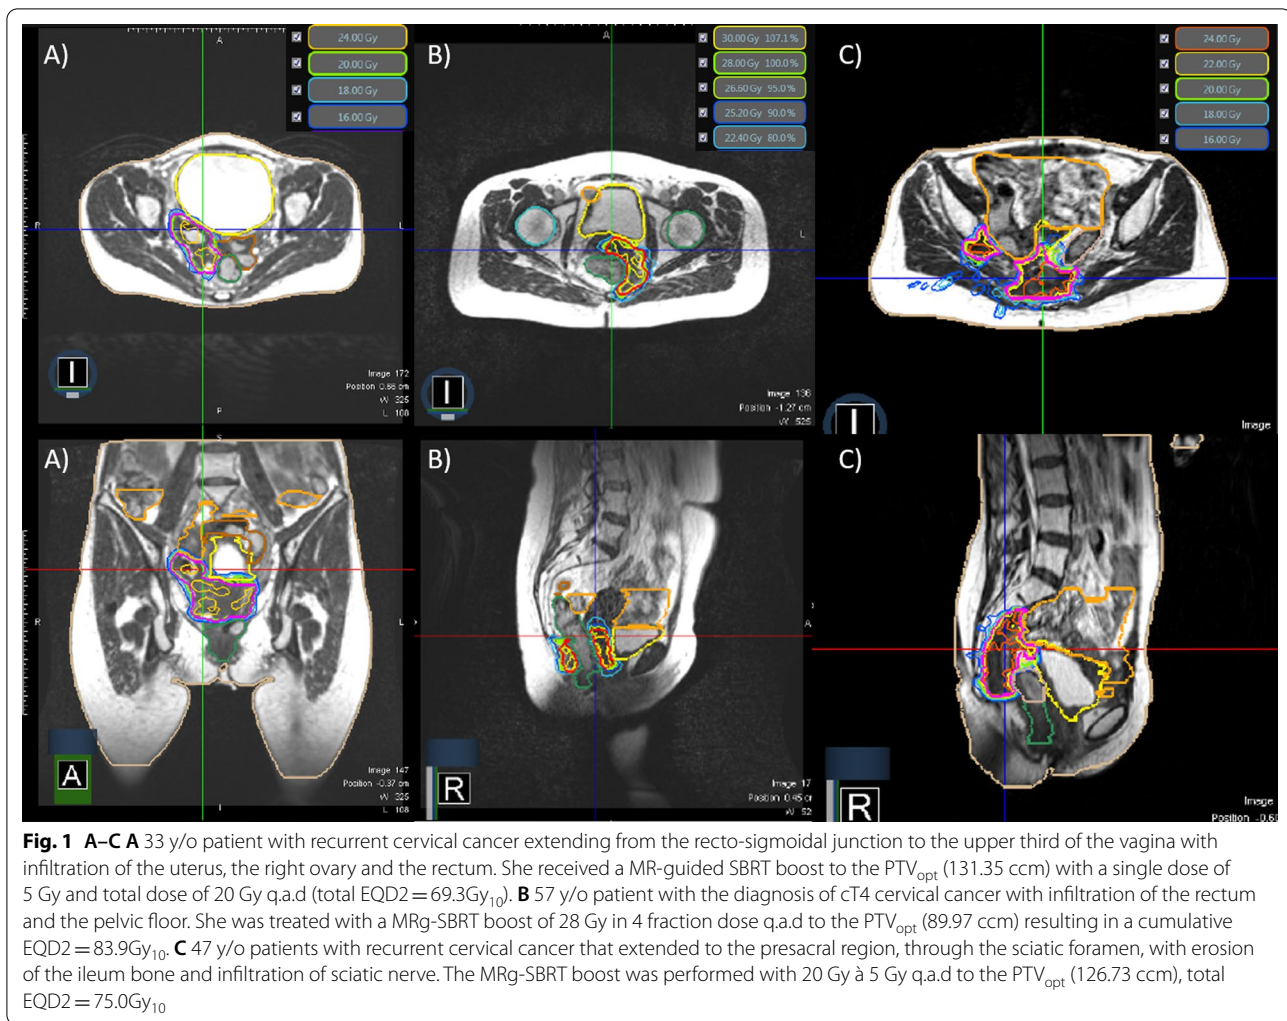 A)
A
24.00 Gy
20.00 Gy
18.00 Gy
16.00 Gy
R
L
I
Image 172
Position 0.66 cm
W 325
L 108
P
B)
A
30.00 Gy 107.1 %
28.00 Gy 100.0 %
26.60 Gy 95.0 %
25.20 Gy 90.0 %
22.40 Gy 80.0 %
L
I
Image 136
Position -1.27 cm
W 525
C)
24.00 Gy
22.00 Gy
20.00 Gy
18.00 Gy
16.00 Gy
I
Image
A)
S
R
L
A
Image 147
Position -0.37 cm
W 325
L 108
I
B)
A
R
Image 17
Position 0.45 cr
W 52
C)
R
Image
Position -0.60
Fig. 1 A–C A 33 y/o patient with recurrent cervical cancer extending from the recto-sigmoidal junction to the upper third of the vagina with
infiltration of the uterus, the right ovary and the rectum. She received a MR-guided SBRT boost to the PTVopt (131.35 ccm) with a single dose of
5 Gy and total dose of 20 Gy q.a.d (total EQD2 = 69.3Gy10). B 57 y/o patient with the diagnosis of cT4 cervical cancer with infiltration of the rectum
and the pelvic floor. She was treated with a MRg-SBRT boost of 28 Gy in 4 fraction dose q.a.d to the PTVopt (89.97 ccm) resulting in a cumulative
EQD2 = 83.9Gy10. C 47 y/o patients with recurrent cervical cancer that extended to the presacral region, through the sciatic foramen, with erosion
of the ileum bone and infiltration of sciatic nerve. The MRg-SBRT boost was performed with 20 Gy à 5 Gy q.a.d to the PTVopt (126.73 ccm), total
EQD2 = 75.0Gy10